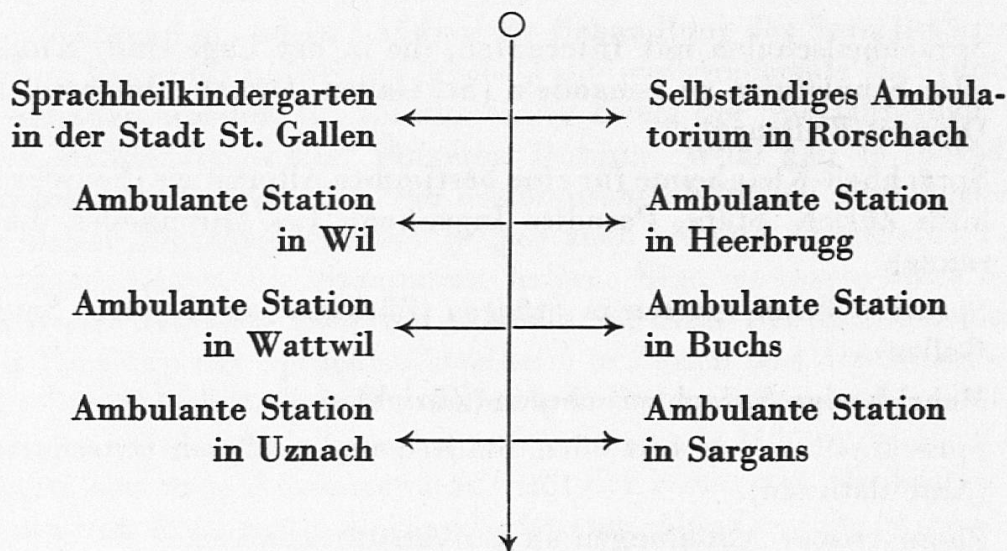 Sprachheilkindergarten
in der Stadt St. Gallen
Selbständiges Ambula-
torium in Rorschach
Ambulante Station
in Wil
Ambulante Station
in Heerbrugg
Ambulante Station
in Wattwil
Ambulante Station
in Buchs
Ambulante Station
in Uznach
Ambulante Station
in Sargans